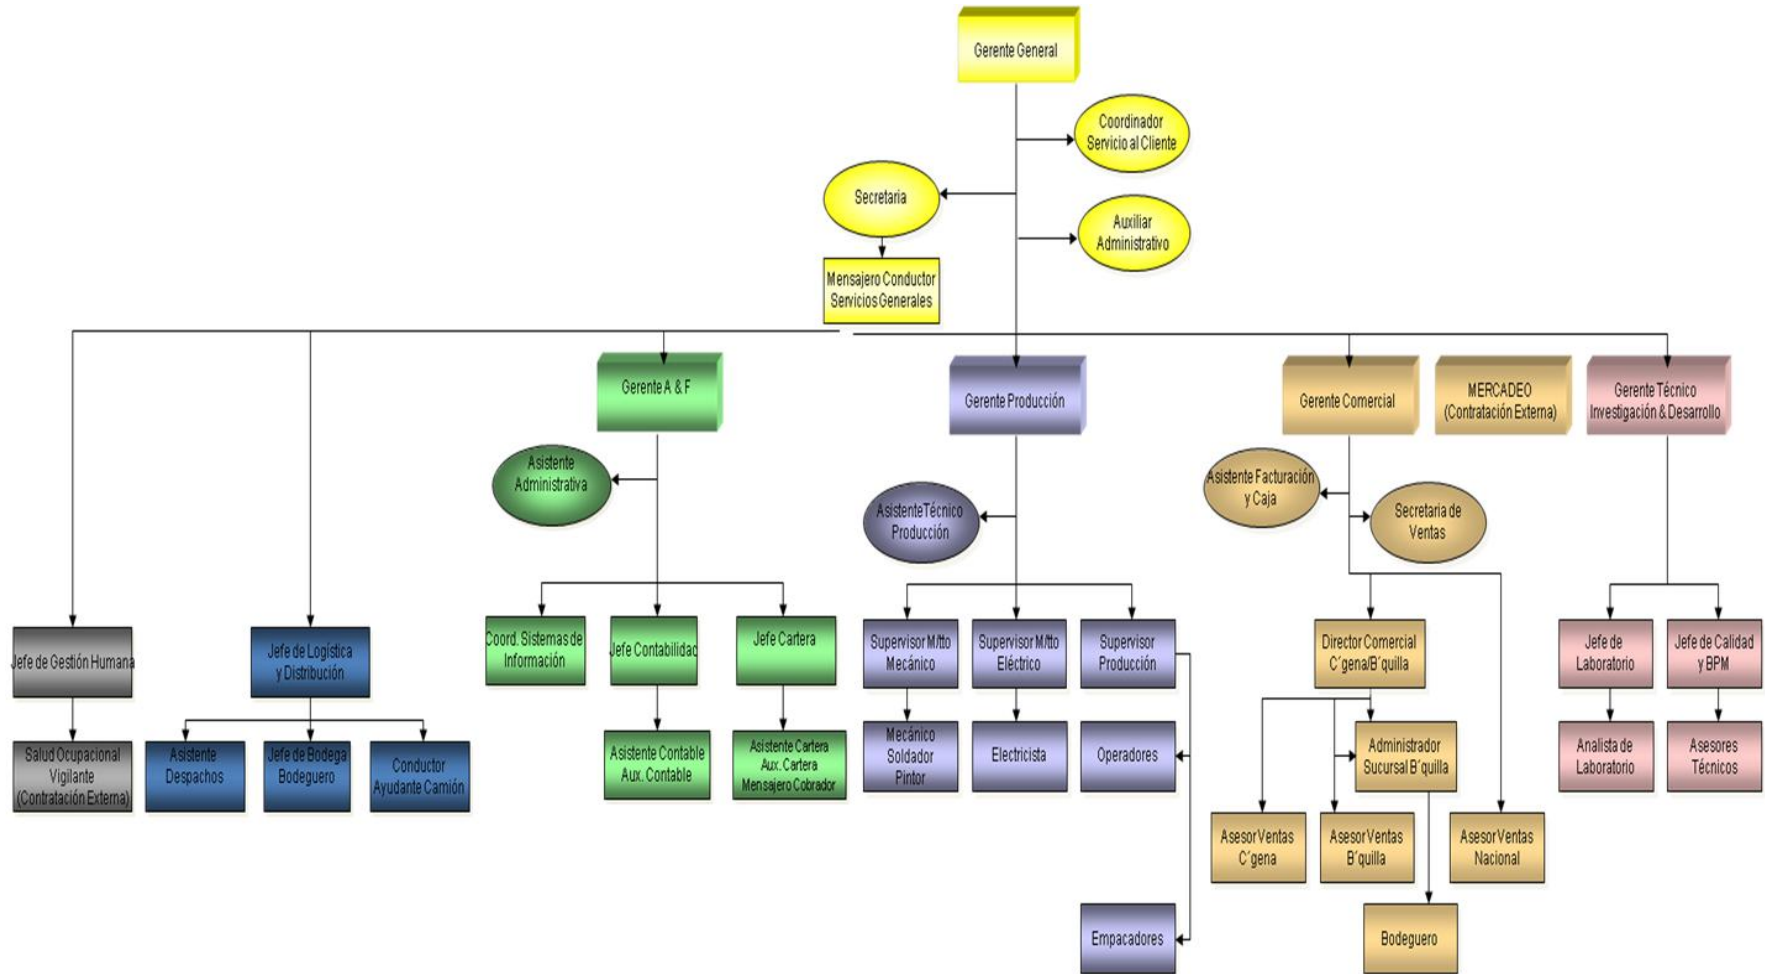 Gerente General
Coordinador
Servicio al Cliente
Secretaria
Auxiliar
Administrativo
Mensajero Conductor
Servicios Generales
Gerente A & F
Gerente Producción
Gerente Comercial
MERCADEO
(Contratación Externa)
Gerente Técnico
Investigación & Desarrollo
Asistente
Administrativa
Asistente Técnico
Producción
Asistente Facturación
y Caja
Secretaria de
Ventas
Jefe de Gestión Humana
Jefe de Logística
y Distribución
Coord. Sistemas de
Información
Jefe Contabilidad
Jefe Cartera
Supervisor M/tto
Mecánico
Supervisor M/tto
Eléctrico
Supervisor
Producción
Director Comercial
C´gena/B´quilla
Jefe de
Laboratorio
Jefe de Calidad
y BPM
Salud Ocupacional
Vigilante
(Contratación Externa)
Asistente
Despachos
Jefe de Bodega
Bodeguero
Conductor
Ayudante Camión
Asistente Contable
Aux. Contable
Asistente Cartera
Aux. Cartera
Mensajero Cobrador
Mecánico
Soldador
Pintor
Electricista
Operadores
Administrador
Sucursal B´quilla
Analista de
Laboratorio
Asesores
Técnicos
Asesor Ventas
C´gena
Asesor Ventas
B´quilla
Asesor Ventas
Nacional
Empacadores
Bodeguero